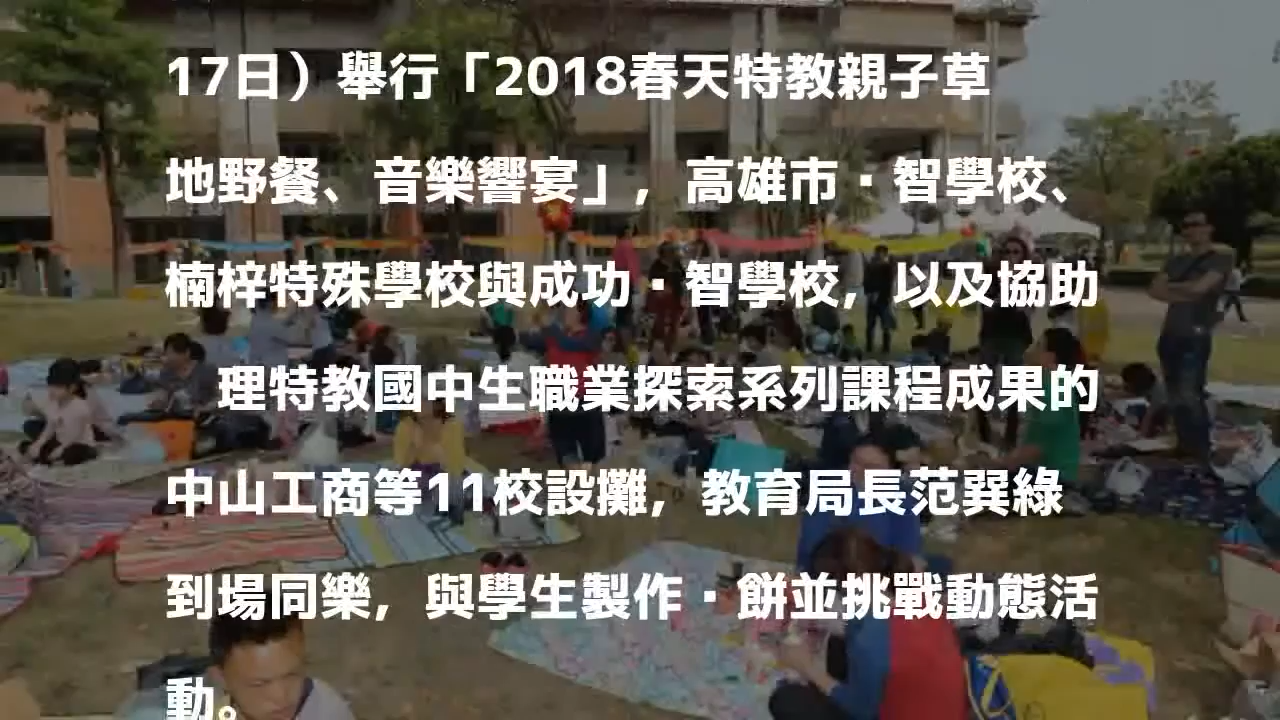 17日）舉行「2018春天特教親子草
地野餐、音樂響宴」，高雄市·智學校、
楠梓特殊學校與成功·智學校，以及協助
理特教國中生職業探索系列課程成果的
中山工商等11校設攤，教育局長范巽綠
到場同樂，與學生製作·餅並挑戰動態活
動。